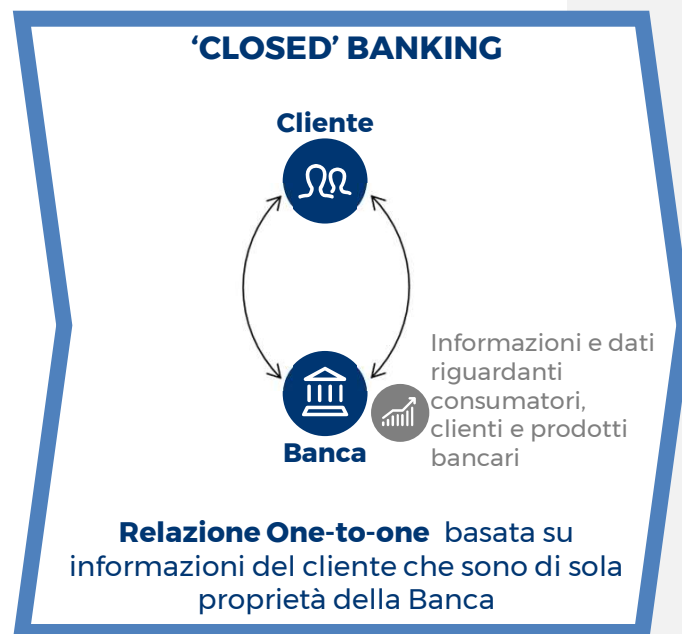 ‘CLOSED’ BANKING
Cliente
Informazioni e dati
riguardanti
consumatori,
clienti e prodotti
bancari
Banca
Relazione One-to-one basata su
informazioni del cliente che sono di sola
proprietà della Banca